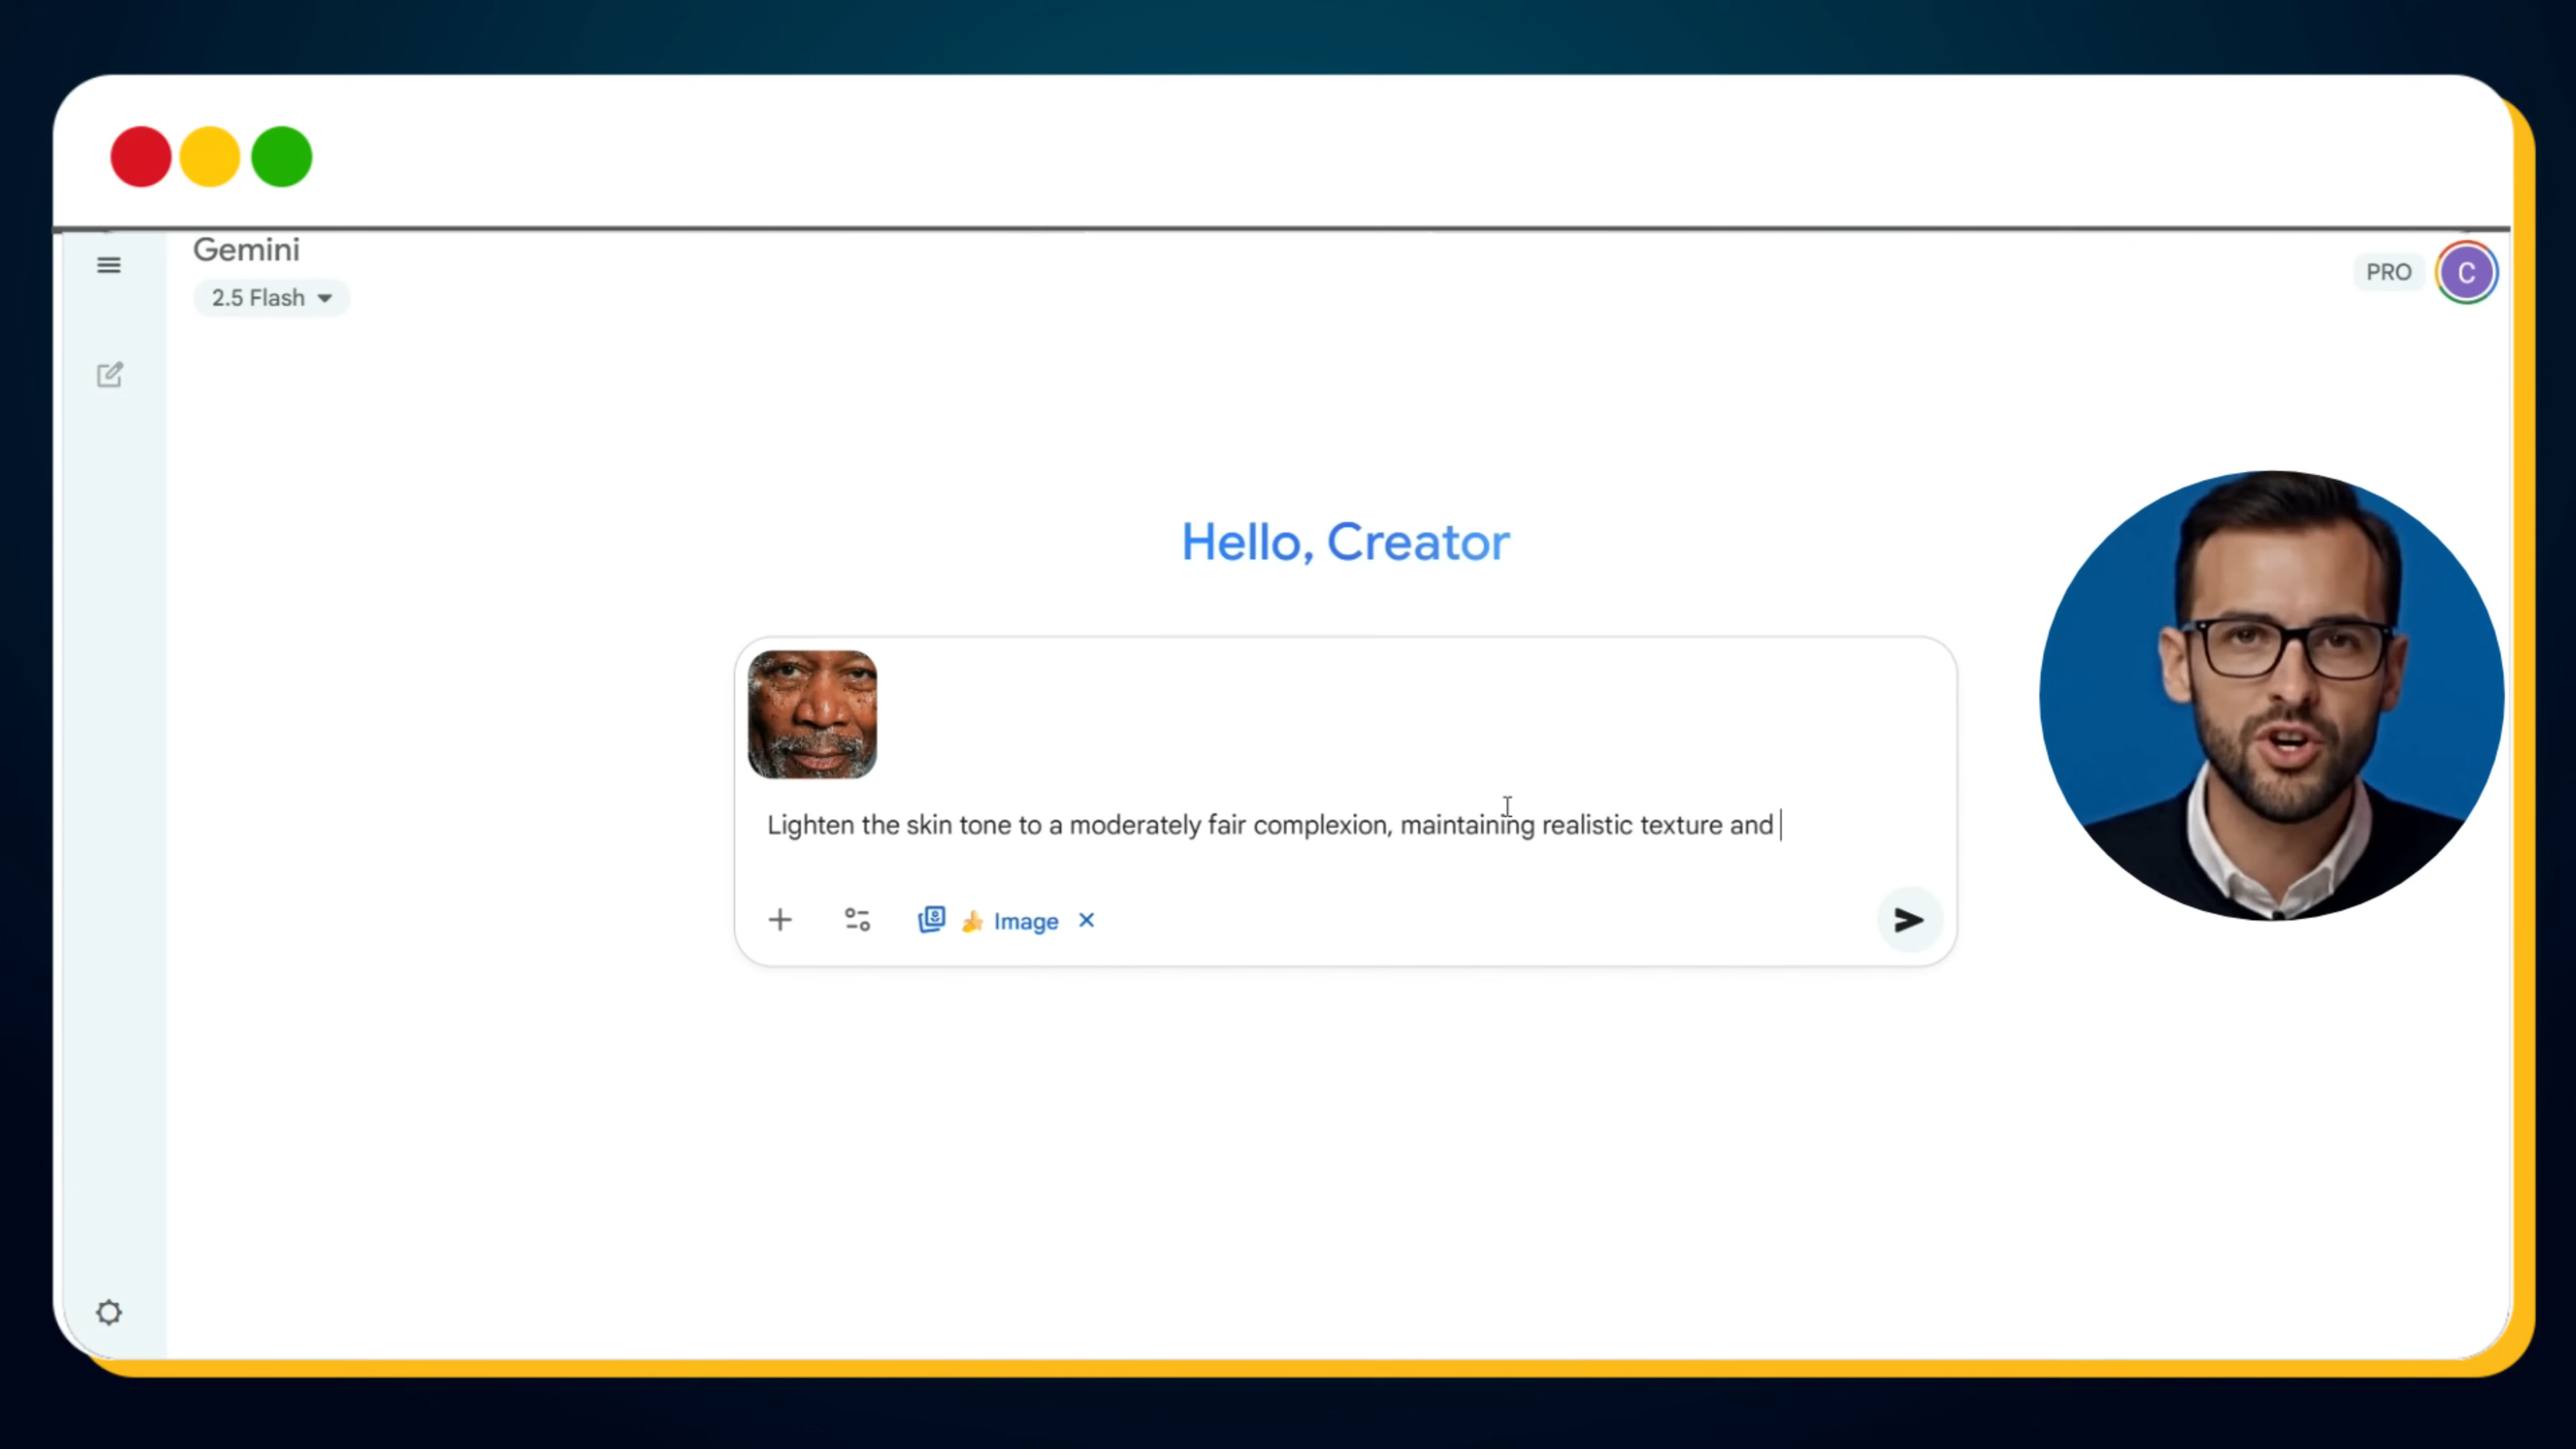 Gemini
2.5 Flash
PRO
C
Hello, Creator
Lighten the skin tone to a moderately fair complexion, maintaining realistic texture and
Image